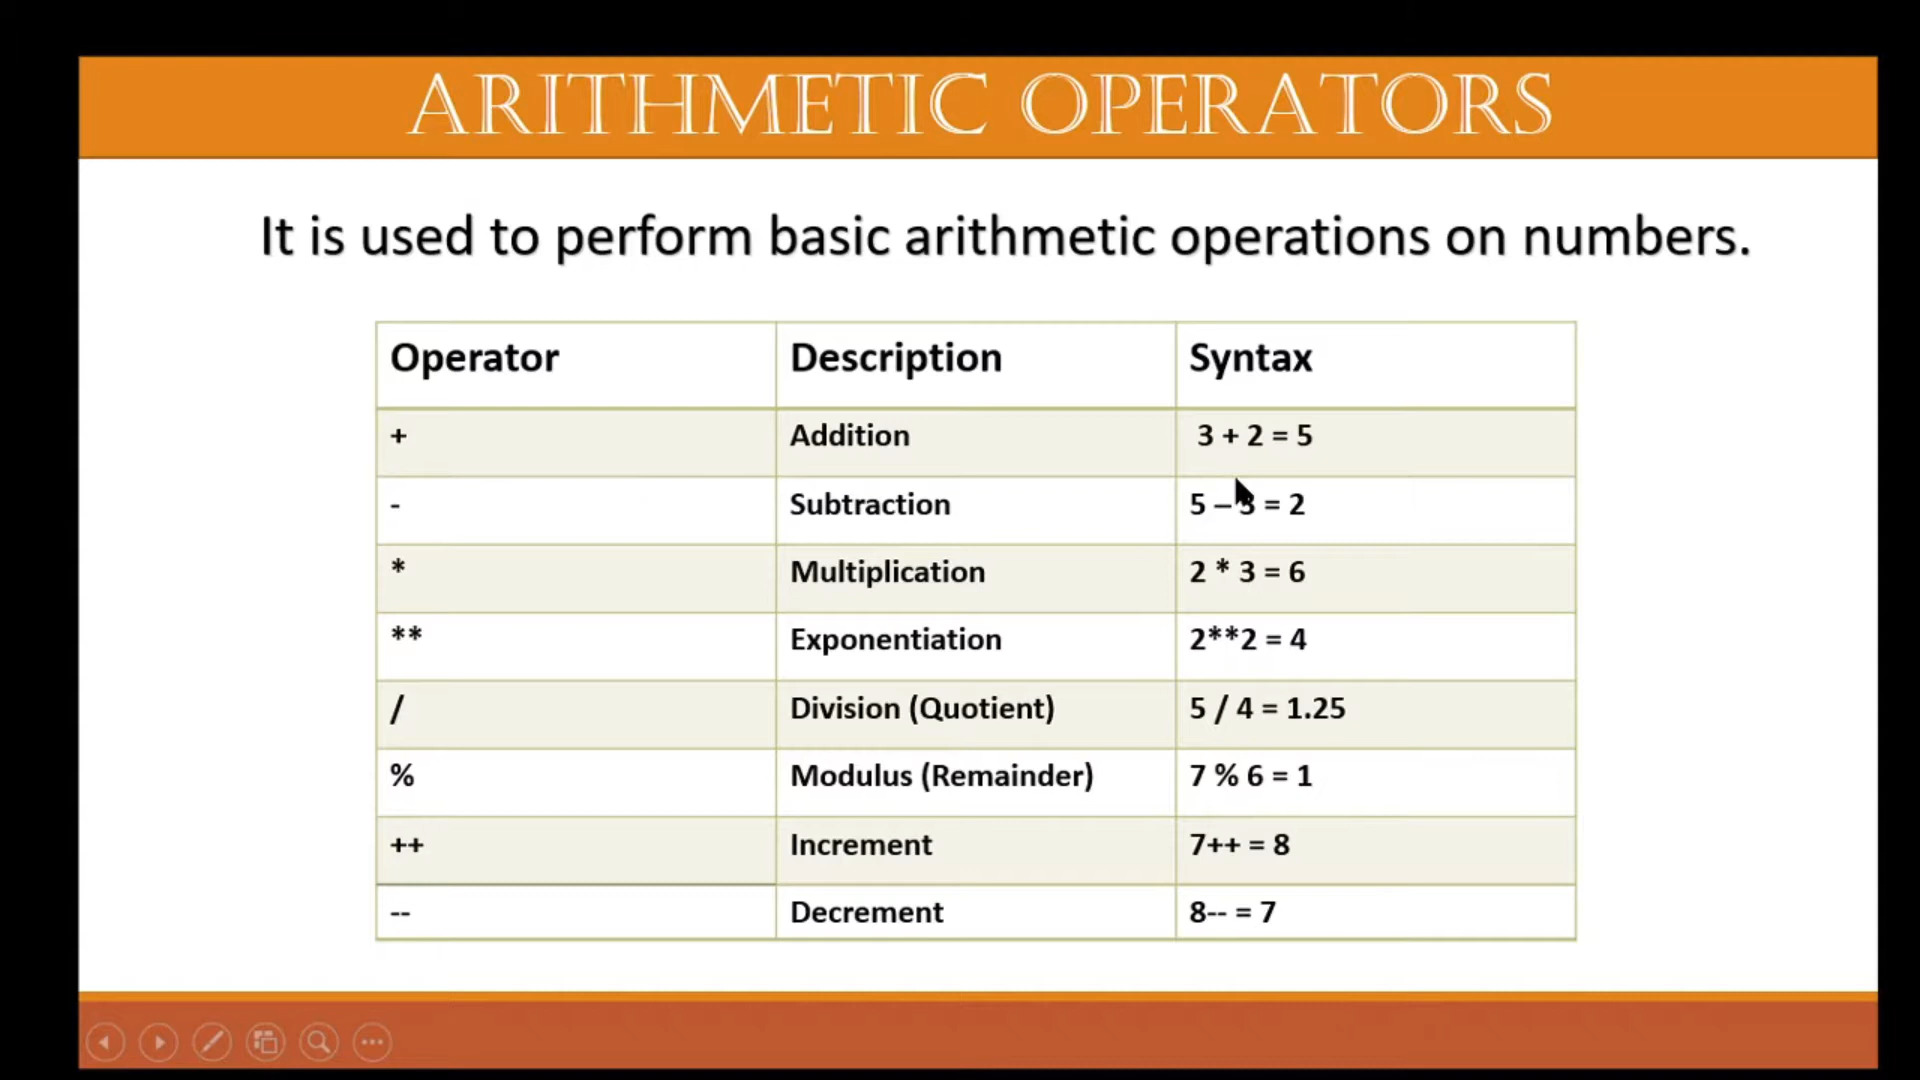 ARITHMETIC OPERATORS
It is used to perform basic arithmetic operations on numbers.
Operator Description Syntax
+ Addition 3 + 2 = 5
- Subtraction 5 – 3 = 2
* Multiplication 2 * 3 = 6
** Exponentiation 2**2 = 4
/ Division (Quotient) 5 / 4 = 1.25
% Modulus (Remainder) 7 % 6 = 1
++ Increment 7++ = 8
-- Decrement 8-- = 7